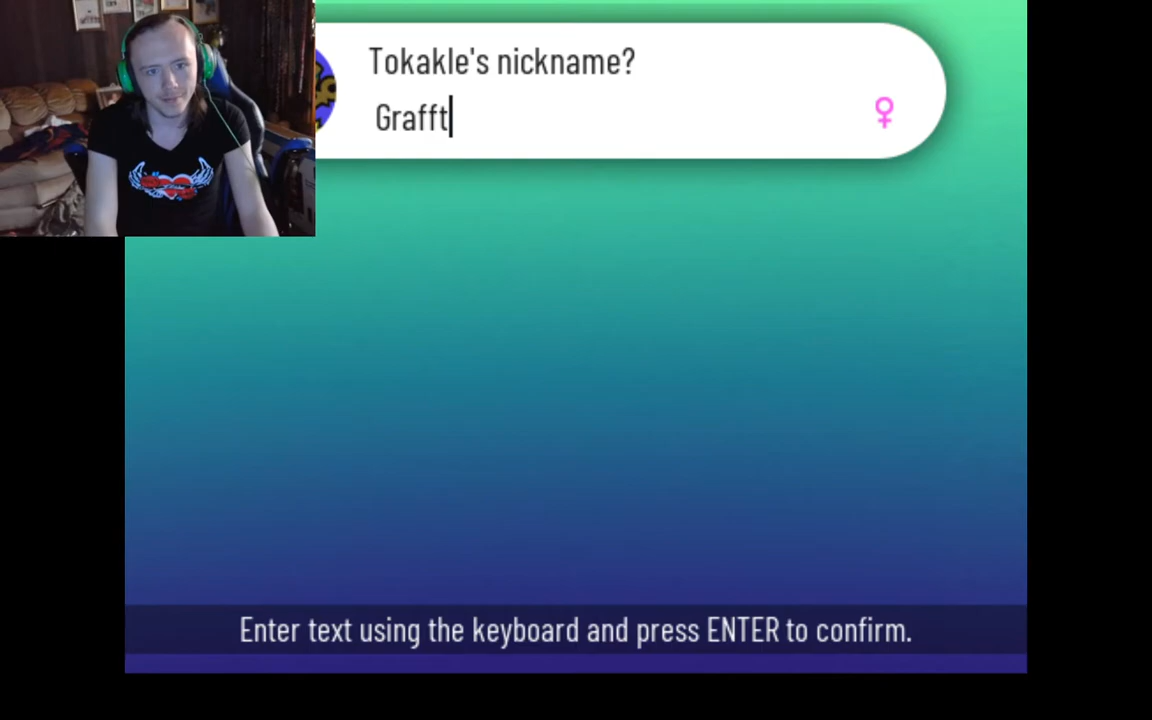 Tokakle's nickname?
Grafft
Enter text using the keyboard and press ENTER to confirm.